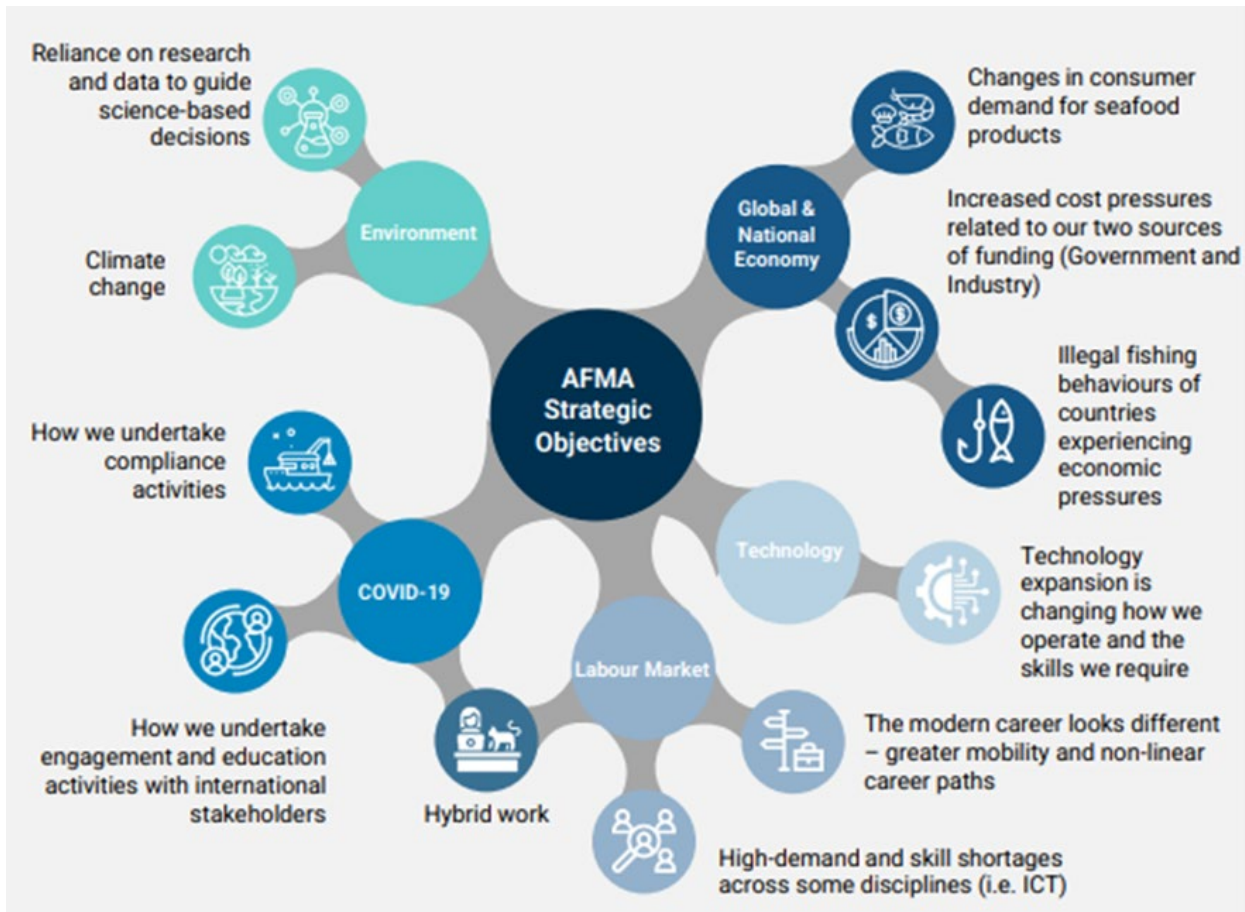 Reliance on research
and data to guide
science-based
decisions
Environment
Climate
change
Changes in consumer
demand for seafood
products
Global &
National
Economy
Increased cost pressures
related to our two sources
of funding (Government and
Industry)
Illegal fishing
behaviours of
countries
experiencing
economic
pressures
AFMA
Strategic
Objectives
How we undertake
compliance
activities
COVID-19
How we undertake
engagement and education
activities with international
stakeholders
Hybrid work
Labour Market
Technology
Technology
expansion is
changing how we
operate and the
skills we require
The modern career looks different
– greater mobility and non-linear
career paths
High-demand and skill shortages
across some disciplines (i.e. ICT)